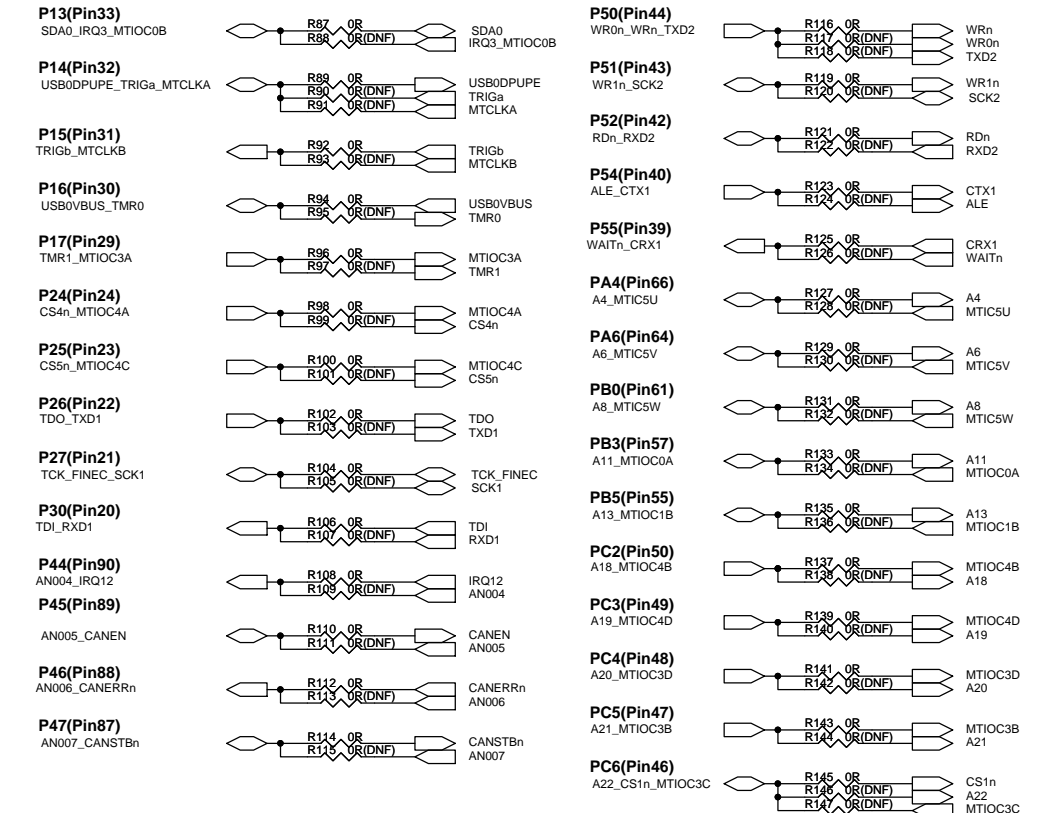 P13(Pin33)
SDA0_IRQ3_MTIOC0B
R87 0R SDA0
R88 0R(DNF) IRQ3_MTIOC0B
P14(Pin32)
USB0DPUPE_TRIGa_MTCLKA
R89 0R USB0DPUPE
R90 0R(DNF) TRIGa
R91 0R(DNF) MTCLKA
P15(Pin31)
TRIGb_MTCLKB
R92 0R TRIGb
R93 0R(DNF) MTCLKB
P16(Pin30)
USB0VBUS_TMR0
R94 0R USB0VBUS
R95 0R(DNF) TMR0
P17(Pin29)
TMR1_MTIOC3A
R96 0R MTIOC3A
R97 0R(DNF) TMR1
P24(Pin24)
CS4n_MTIOC4A
R98 0R MTIOC4A
R99 0R(DNF) CS4n
P25(Pin23)
CS5n_MTIOC4C
R100 0R MTIOC4C
R101 0R(DNF) CS5n
P26(Pin22)
TDO_TXD1
R102 0R TDO
R103 0R(DNF) TXD1
P27(Pin21)
TCK_FINEC_SCK1
R104 0R TCK_FINEC
R105 0R(DNF) SCK1
P30(Pin20)
TDI_RXD1
R106 0R TDI
R107 0R(DNF) RXD1
P44(Pin90)
AN004_IRQ12
R108 0R IRQ12
R109 0R(DNF) AN004
P45(Pin89)
AN005_CANEN
R110 0R CANEN
R111 0R(DNF) AN005
P46(Pin88)
AN006_CANERRn
R112 0R CANERRn
R113 0R(DNF) AN006
P47(Pin87)
AN007_CANSTBn
R114 0R CANSTBn
R115 0R(DNF) AN007
P50(Pin44)
WR0n_WRn_TXD2
R116 0R WRn
R117 0R(DNF) WR0n
R118 0R(DNF) TXD2
P51(Pin43)
WR1n_SCK2
R119 0R WR1n
R120 0R(DNF) SCK2
P52(Pin42)
RDn_RXD2
R121 0R RDn
R122 0R(DNF) RXD2
P54(Pin40)
ALE_CTX1
R123 0R CTX1
R124 0R(DNF) ALE
P55(Pin39)
WAITn_CRX1
R125 0R CRX1
R126 0R(DNF) WAITn
PA4(Pin66)
A4_MTIC5U
R127 0R A4
R128 0R(DNF) MTIC5U
PA6(Pin64)
A6_MTIC5V
R129 0R A6
R130 0R(DNF) MTIC5V
PB0(Pin61)
A8_MTIC5W
R131 0R A8
R132 0R(DNF) MTIC5W
PB3(Pin57)
A11_MTIOC0A
R133 0R A11
R134 0R(DNF) MTIOC0A
PB5(Pin55)
A13_MTIOC1B
R135 0R A13
R136 0R(DNF) MTIOC1B
PC2(Pin50)
A18_MTIOC4B
R137 0R MTIOC4B
R138 0R(DNF) A18
PC3(Pin49)
A19_MTIOC4D
R139 0R MTIOC4D
R140 0R(DNF) A19
PC4(Pin48)
A20_MTIOC3D
R141 0R MTIOC3D
R142 0R(DNF) A20
PC5(Pin47)
A21_MTIOC3B
R143 0R MTIOC3B
R144 0R(DNF) A21
PC6(Pin46)
A22_CS1n_MTIOC3C
R145 0R CS1n
R146 0R(DNF) A22
R147 0R(DNF) MTIOC3C